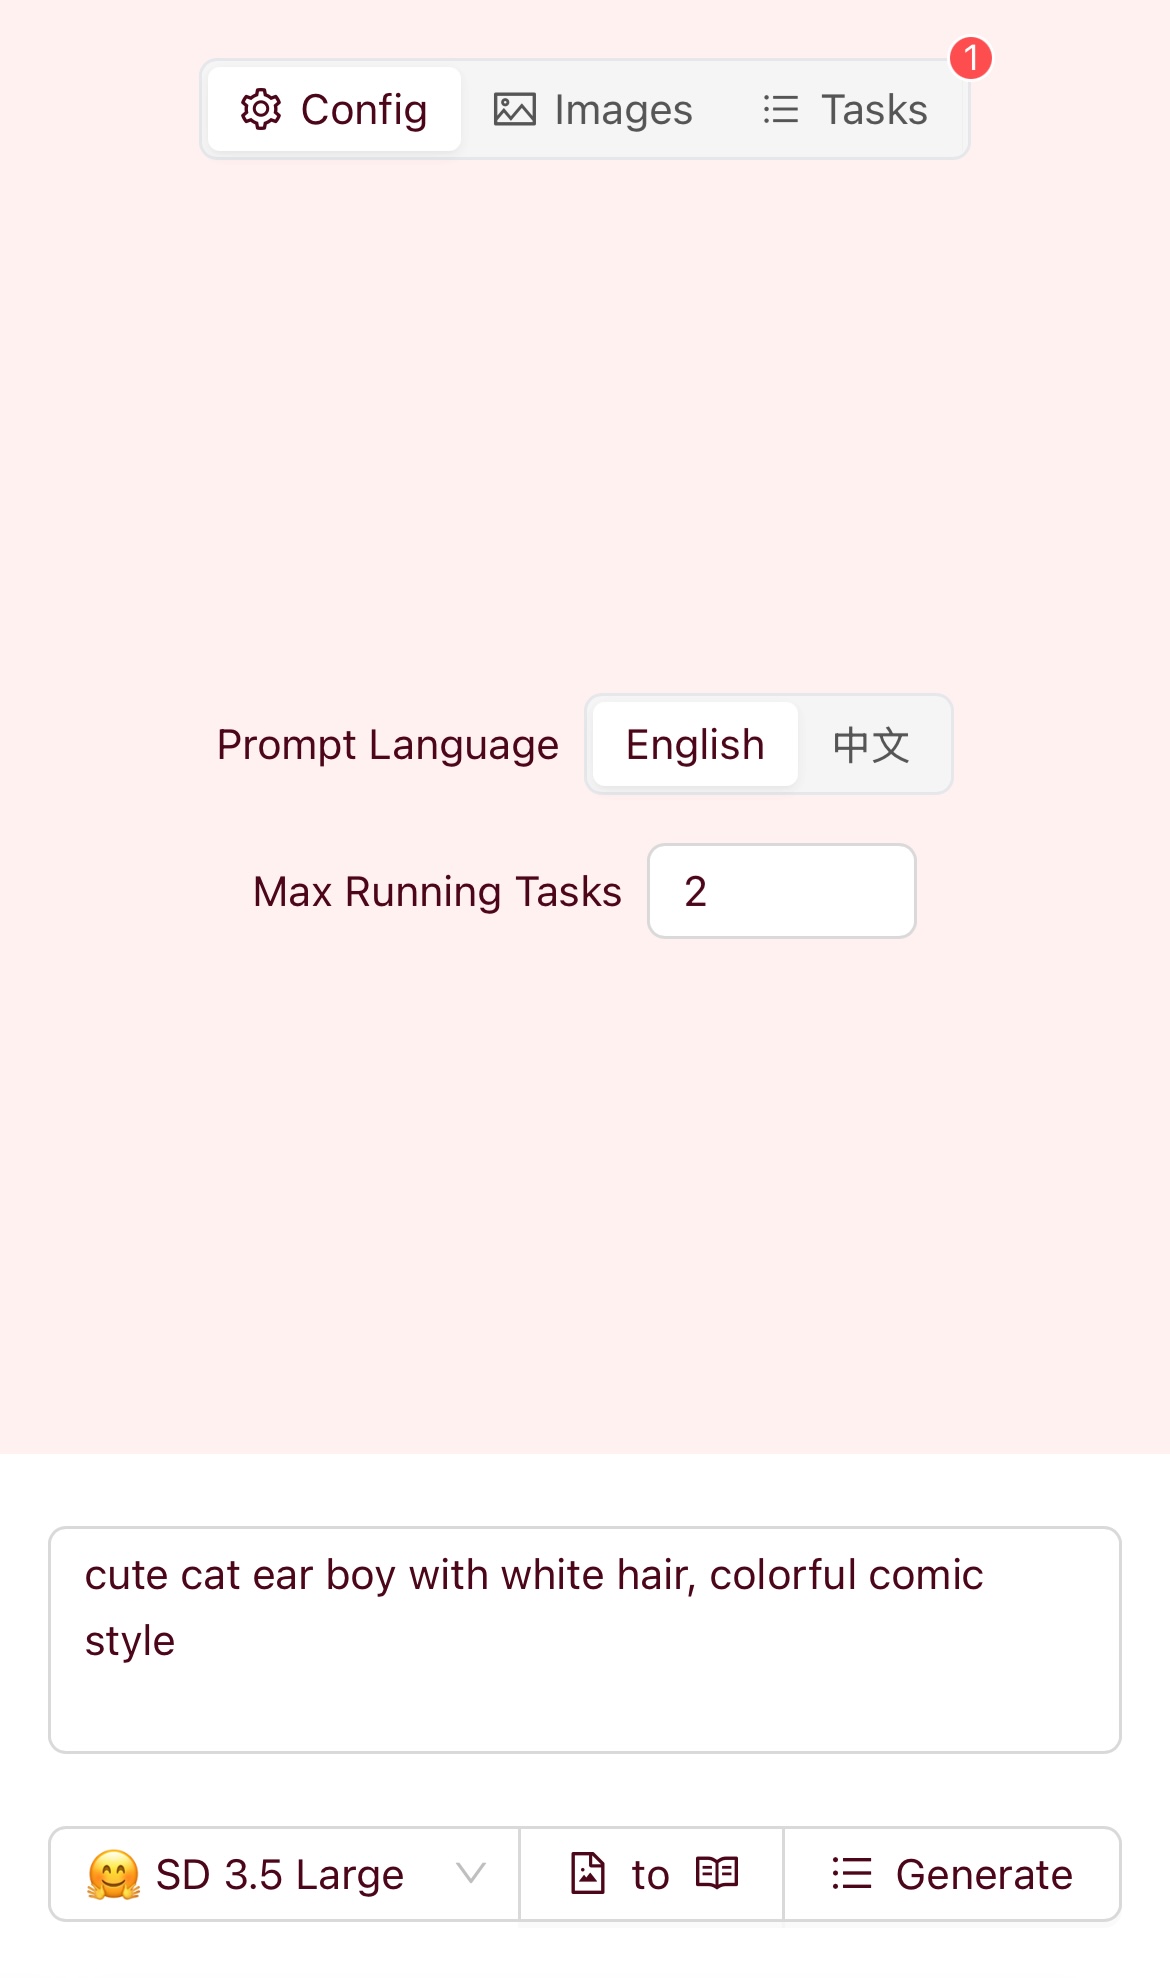 Config Images Tasks 1
Prompt Language English 中文
Max Running Tasks 2
cute cat ear boy with white hair, colorful comic
style
🤗 SD 3.5 Large to Generate